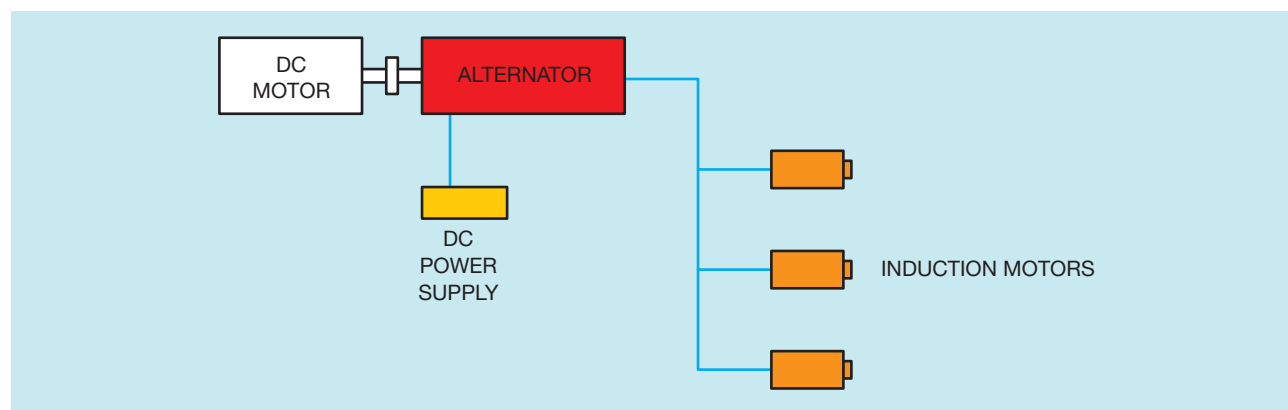 DC
MOTOR
ALTERNATOR
DC
POWER
SUPPLY
INDUCTION MOTORS